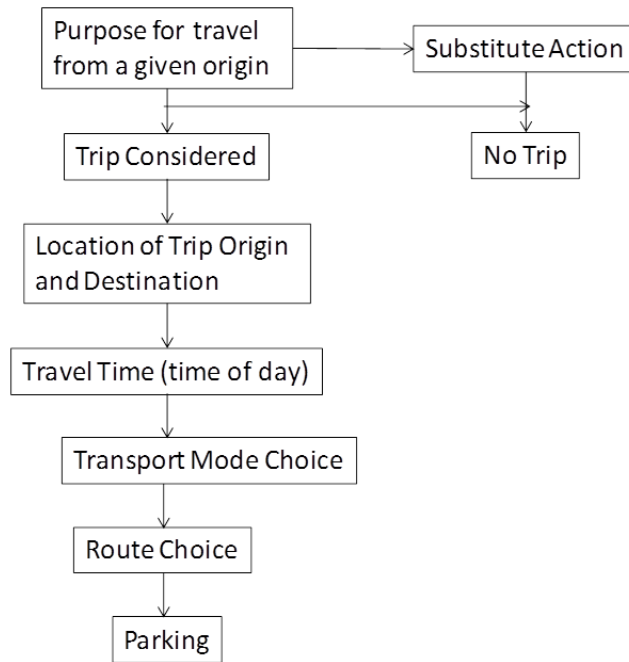 Purpose for travel
from a given origin
Substitute Action
Trip Considered
No Trip
Location of Trip Origin
and Destination
Travel Time (time of day)
Transport Mode Choice
Route Choice
Parking